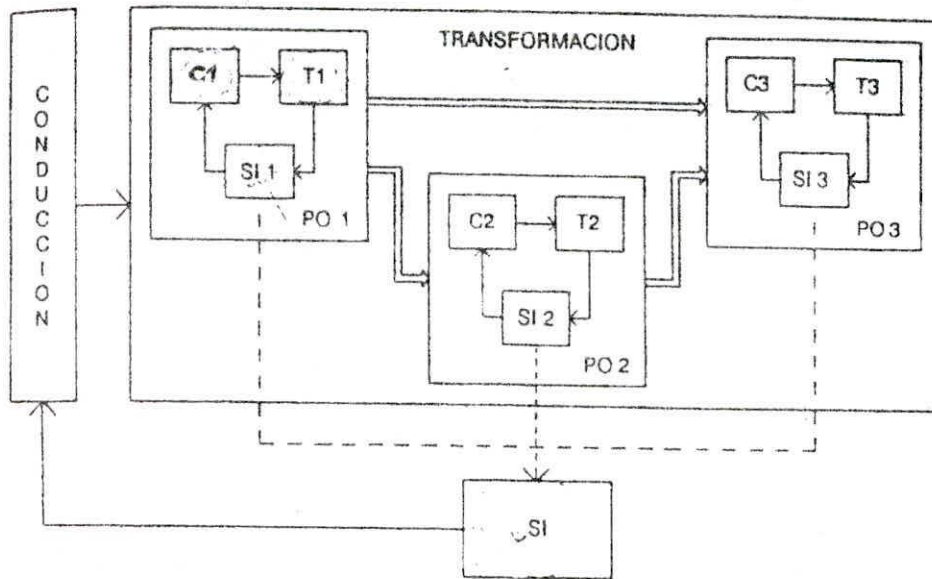 CONDUCCION
TRANSFORMACION
C1
T1
SI 1
PO 1
C2
T2
SI 2
PO 2
C3
T3
SI 3
PO 3
SI